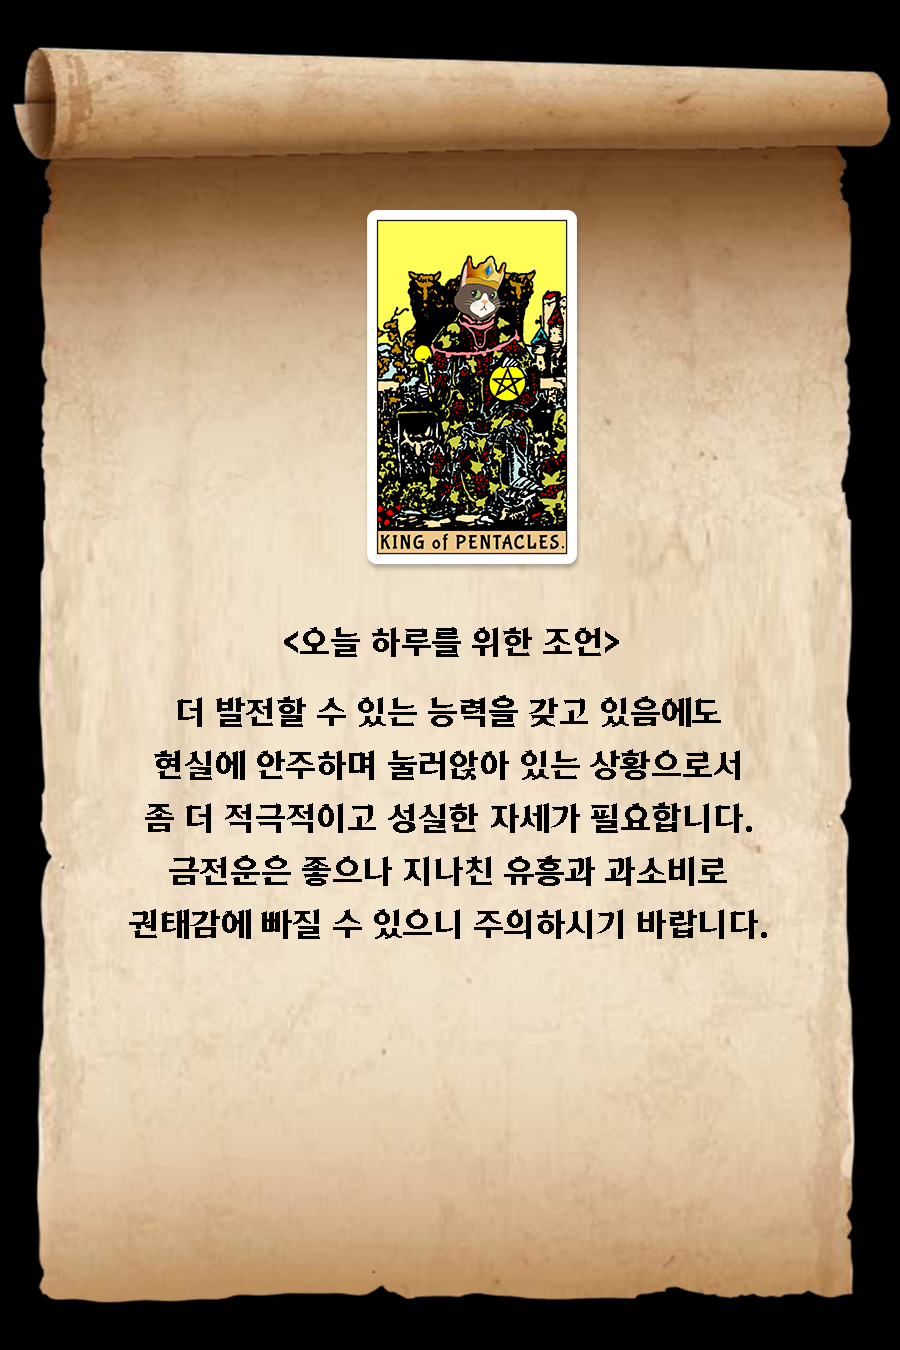 KING of PENTACLES.
<오늘 하루를 위한 조언>
더 발전할 수 있는 능력을 갖고 있음에도
현실에 안주하며 눌러앉아 있는 상황으로서
좀 더 적극적이고 성실한 자세가 필요합니다.
금전운은 좋으나 지나친 유흥과 과소비로
권태감에 빠질 수 있으니 주의하시기 바랍니다.